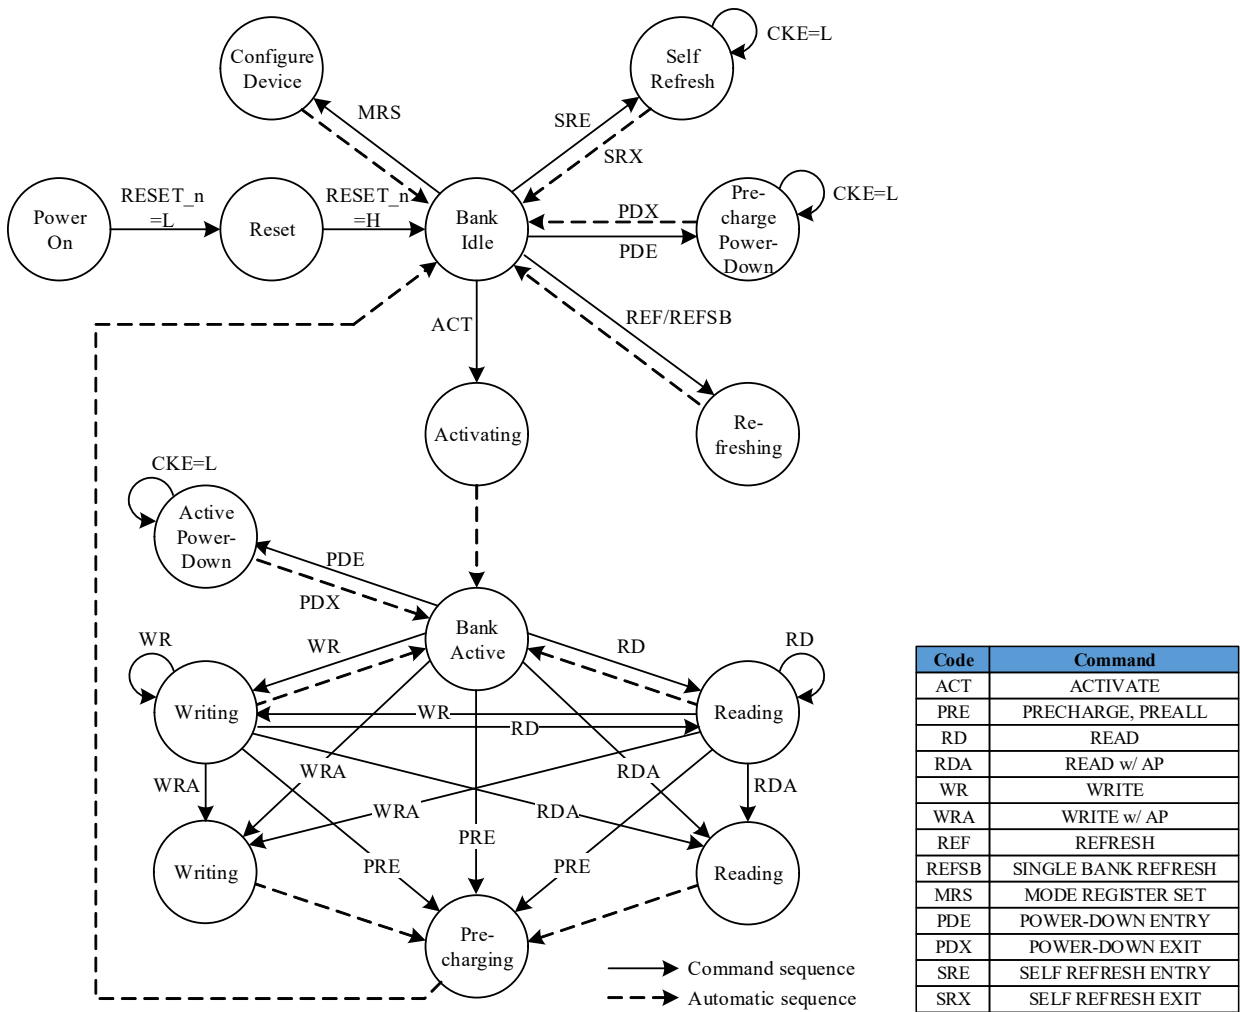 Configure
Device
Self
Refresh
CKE=L
MRS
SRE
SRX
Power
On
RESET_n
=L
Reset
RESET_n
=H
Bank
Idle
PDX
PDE
Pre-
charge
Power-
Down
CKE=L
ACT
REF/REFSB
Activating
Re-
freshing
CKE=L
Active
Power-
Down
PDE
PDX
Bank
Active
WR
WR
RD
RD
Writing
WR
RD
Reading
WRA
WRA
RDA
RDA
WRA
RDA
Writing
PRE
PRE
PRE
Reading
Pre-
charging
Command sequence
Automatic sequence
Code Command
ACT ACTIVATE
PRE PRECHARGE, PREALL
RD READ
RDA READ w/ AP
WR WRITE
WRA WRITE w/ AP
REF REFRESH
REFSB SINGLE BANK REFRESH
MRS MODE REGISTER SET
PDE POWER-DOWN ENTRY
PDX POWER-DOWN EXIT
SRE SELF REFRESH ENTRY
SRX SELF REFRESH EXIT